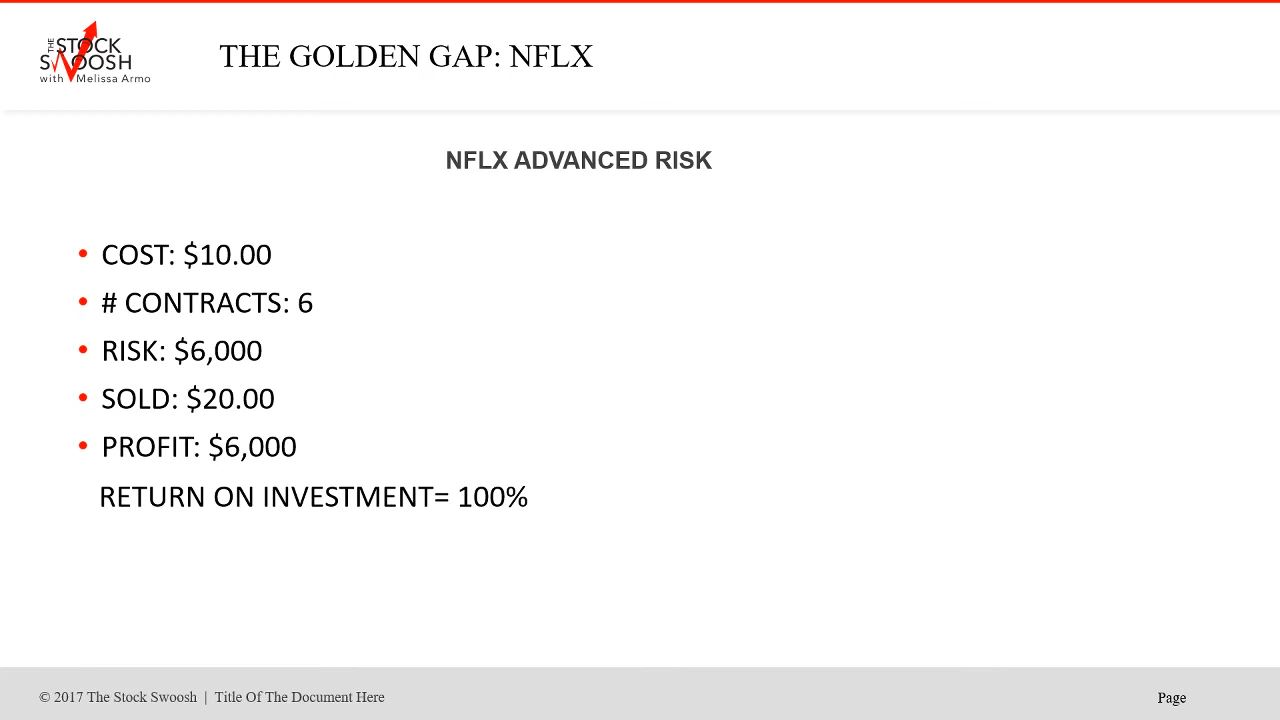 THE
STOCK
SWOOSH
with Melissa Armo
THE GOLDEN GAP: NFLX
NFLX ADVANCED RISK
• COST: $10.00
• # CONTRACTS: 6
• RISK: $6,000
• SOLD: $20.00
• PROFIT: $6,000
RETURN ON INVESTMENT= 100%
© 2017 The Stock Swoosh | Title Of The Document Here
Page